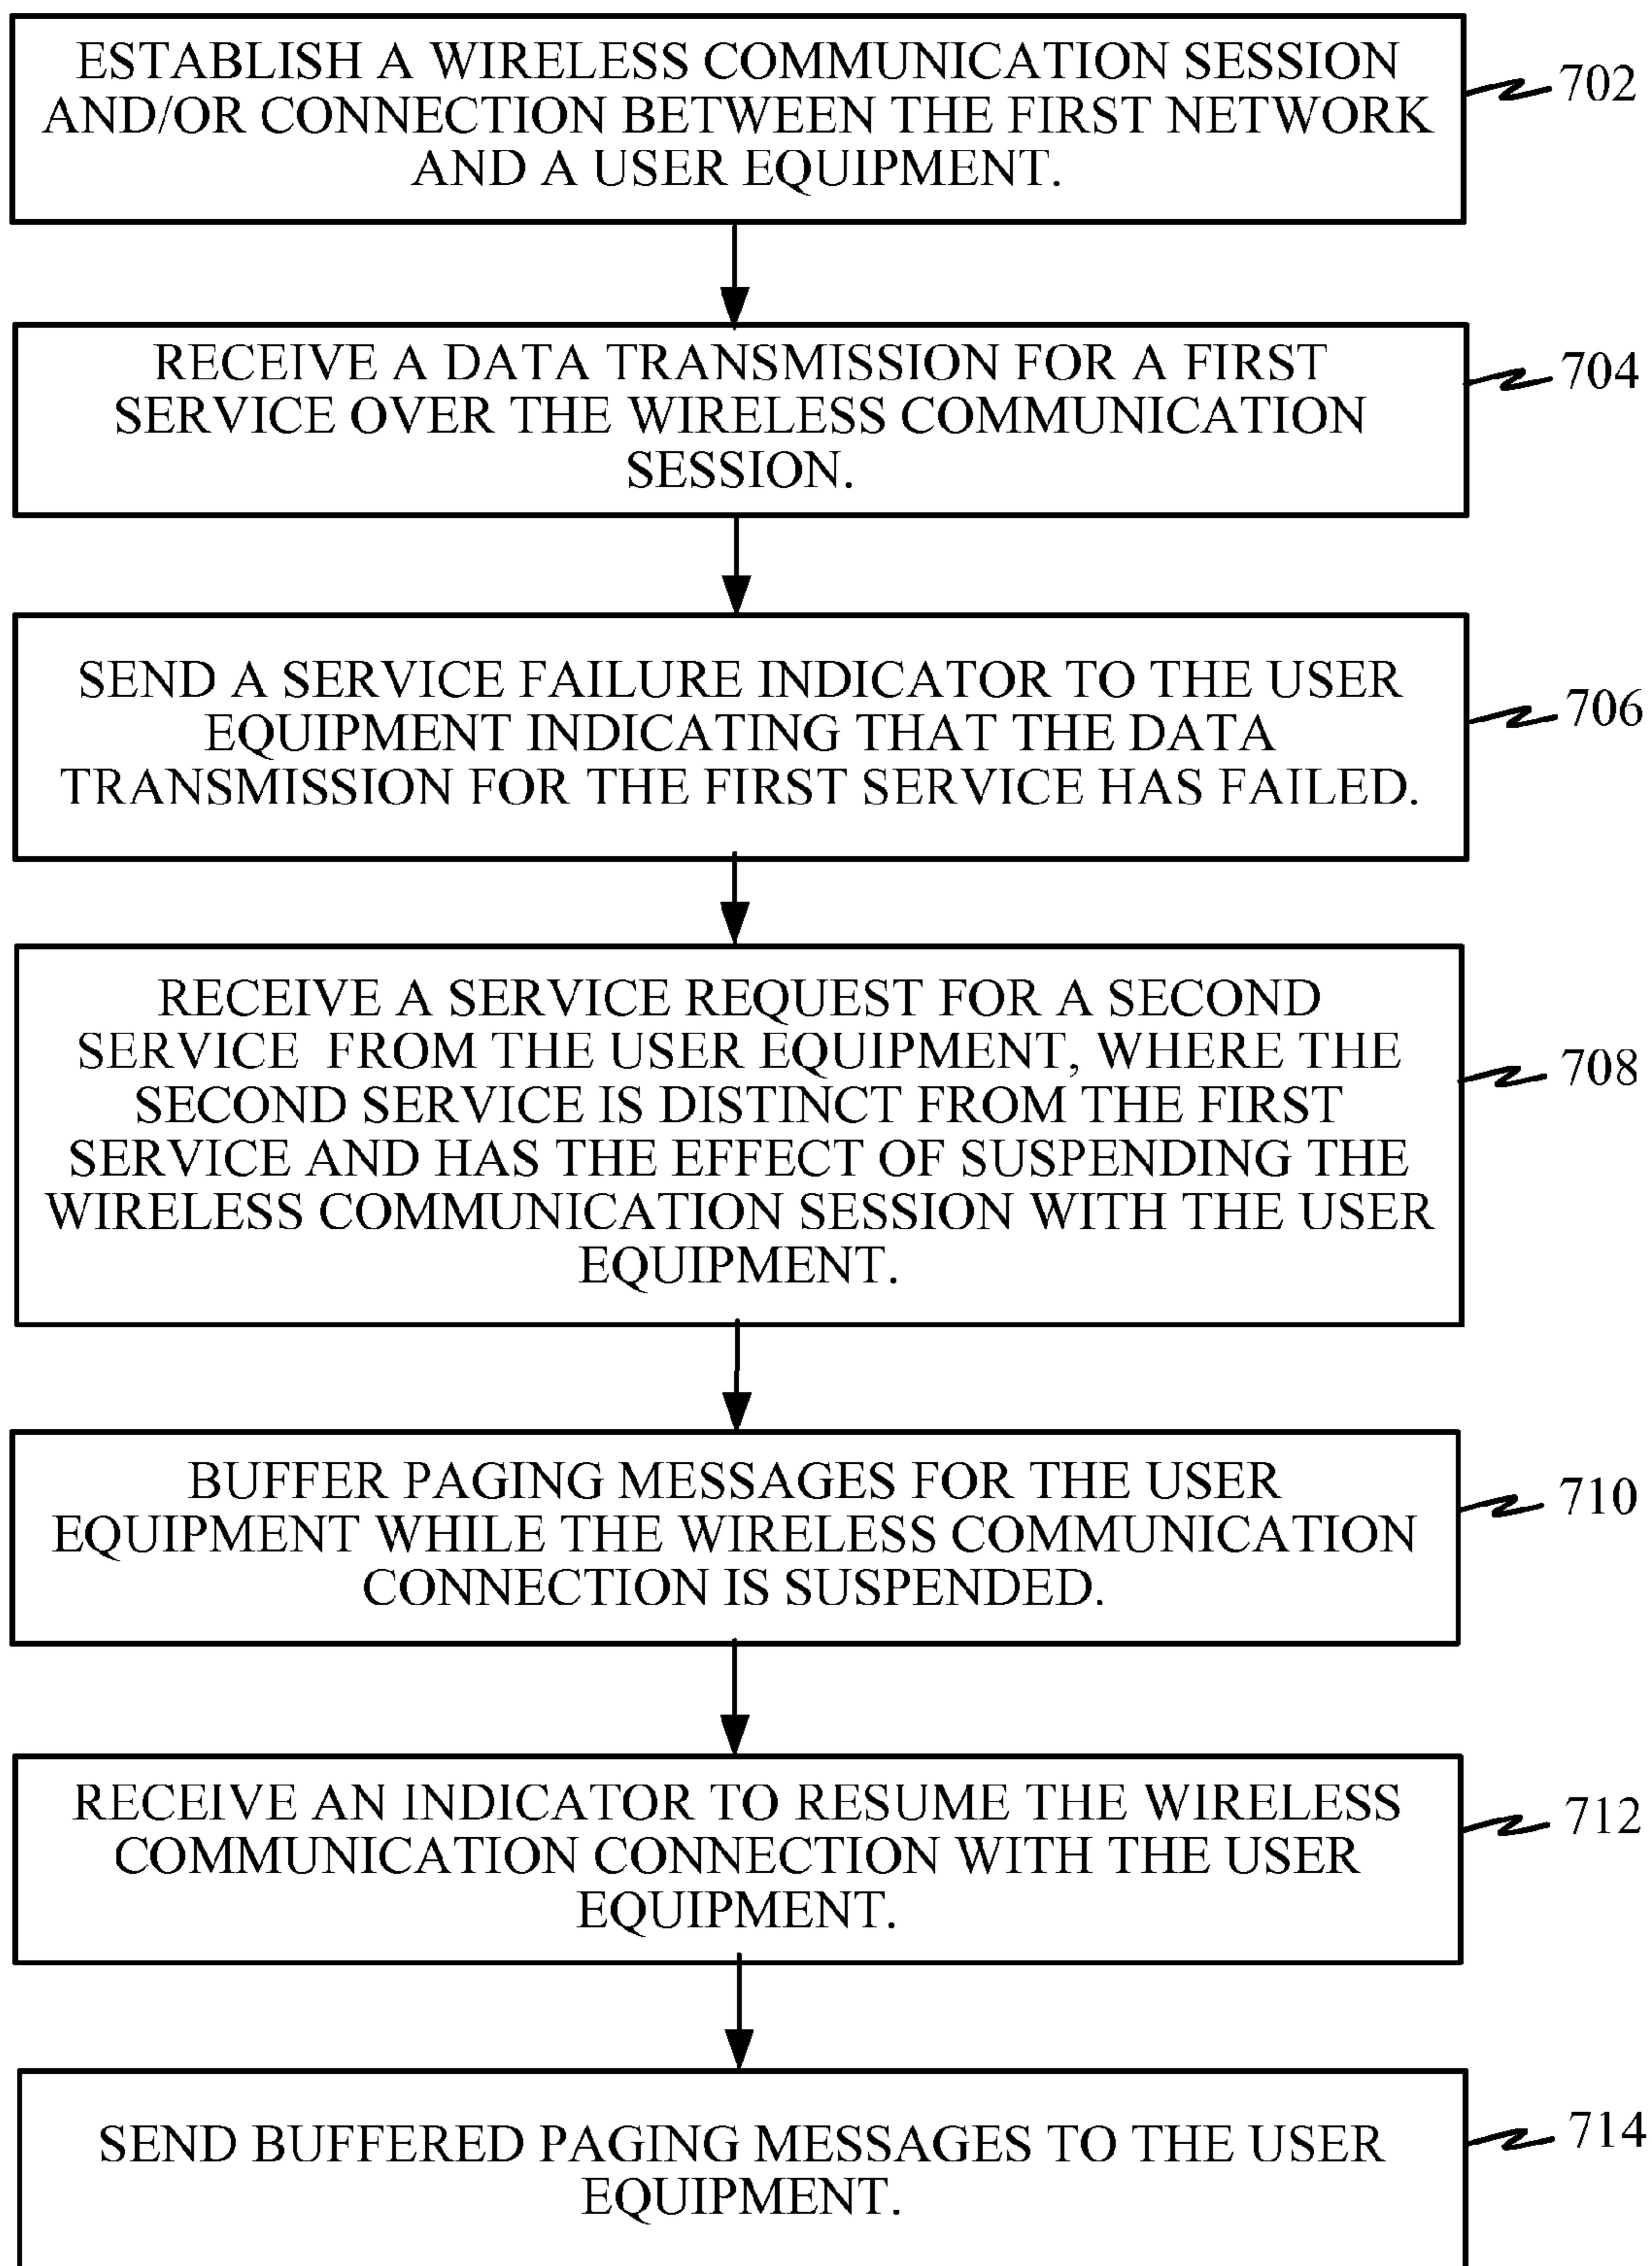 ESTABLISH A WIRELESS COMMUNICATION SESSION
AND/OR CONNECTION BETWEEN THE FIRST NETWORK
AND A USER EQUIPMENT.
702
RECEIVE A DATA TRANSMISSION FOR A FIRST
SERVICE OVER THE WIRELESS COMMUNICATION
SESSION.
704
SEND A SERVICE FAILURE INDICATOR TO THE USER
EQUIPMENT INDICATING THAT THE DATA
TRANSMISSION FOR THE FIRST SERVICE HAS FAILED.
706
RECEIVE A SERVICE REQUEST FOR A SECOND
SERVICE FROM THE USER EQUIPMENT, WHERE THE
SECOND SERVICE IS DISTINCT FROM THE FIRST
SERVICE AND HAS THE EFFECT OF SUSPENDING THE
WIRELESS COMMUNICATION SESSION WITH THE USER
EQUIPMENT.
708
BUFFER PAGING MESSAGES FOR THE USER
EQUIPMENT WHILE THE WIRELESS COMMUNICATION
CONNECTION IS SUSPENDED.
710
RECEIVE AN INDICATOR TO RESUME THE WIRELESS
COMMUNICATION CONNECTION WITH THE USER
EQUIPMENT.
712
SEND BUFFERED PAGING MESSAGES TO THE USER
EQUIPMENT.
714